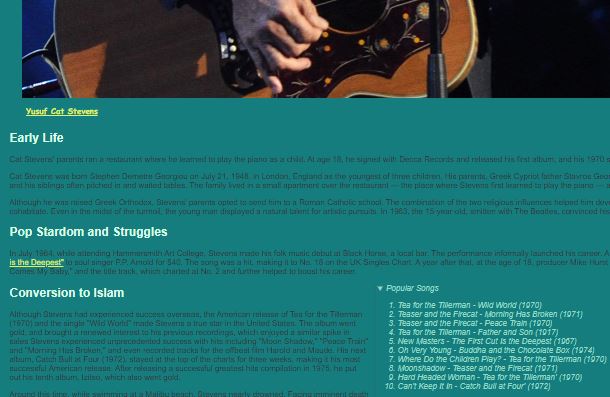 Yusuf Cat Stevens
Early Life
Cat Stevens' parents ran a restaurant where he learned to play the piano as a child. At age 18, he signed with Decca Records and released his first album, and his 1970
Cat Stevens was born Stephen Demetre Georgiou on July 21, 1948. In London, England as the youngest of three children. His parents, Greek Cypriot father Stavros
and his siblings often pitched in and waited tables. The family lived in a small apartment over the restaurant — the place where Stevens first learned to play the piano —
Although he was raised Greek Orthodox, Stevens' parents opted to send him to a Roman Catholic school. The combination of the two religious influences helped him
cohabitate. Even in the midst of the turmoil, the young man displayed a natural talent for artistic pursuits. In 1963, the 15-year-old, smitten with The Beatles, convinced his
Pop Stardom and Struggles
In July 1964, while attending Hammersmith Art College, Stevens made his folk music debut at Black Horse, a local bar. The performance informally launched his career. A
is the Deepest" to soul singer P.P. Arnold for $40. The song was a hit, making it to No. 18 on the UK Singles Chart. A year after that, at the age of 18, producer Mike Hurst
Comes My Baby," and the title track, which charted at No. 2 and further helped to boost his career.
Conversion to Islam
Although Stevens had experienced success overseas, the American release of Tea for the Tillerman
(1970) and the single "Wild World" made Stevens a true star in the United States. The album went
gold, and brought a renewed interest to his previous recordings, which enjoyed a similar spike in
sales Stevens experienced unprecedented success with hits including "Moon Shadow," "Peace Train"
and "Morning Has Broken," and even recorded tracks for the offbeat film Harold and Maude. His next
album, Catch Bull at Four (1972), stayed at the top of the charts for three weeks, making it his most
successful American release. After releasing a successful greatest hits compilation in 1975, he put
out his tenth album, Izitso, which also went gold.
Around this time, while swimming at a Malibu beach, Stevens nearly drowned. Facing imminent death
▼ Popular Songs
1. Tea for the Tillerman - Wild World (1970)
2. Teaser and the Firecat - Morning Has Broken (1971)
3. Teaser and the Firecat - Peace Train (1970)
4. Tea for the Tillerman - Father and Son (1917)
5. New Masters - The First Cut Is the Deepest (1967)
6. Oh Very Young - Buddha and the Chocolate Box (1974)
7. Where Do the Children Play? - Tea for the Tillerman (1970)
8. Moonshadow - Teaser and the Firecat (1971)
9. Hard Headed Woman - Tea for the Tillerman' (1970)
10. Can't Keep It In - Catch Bull at Four' (1972)